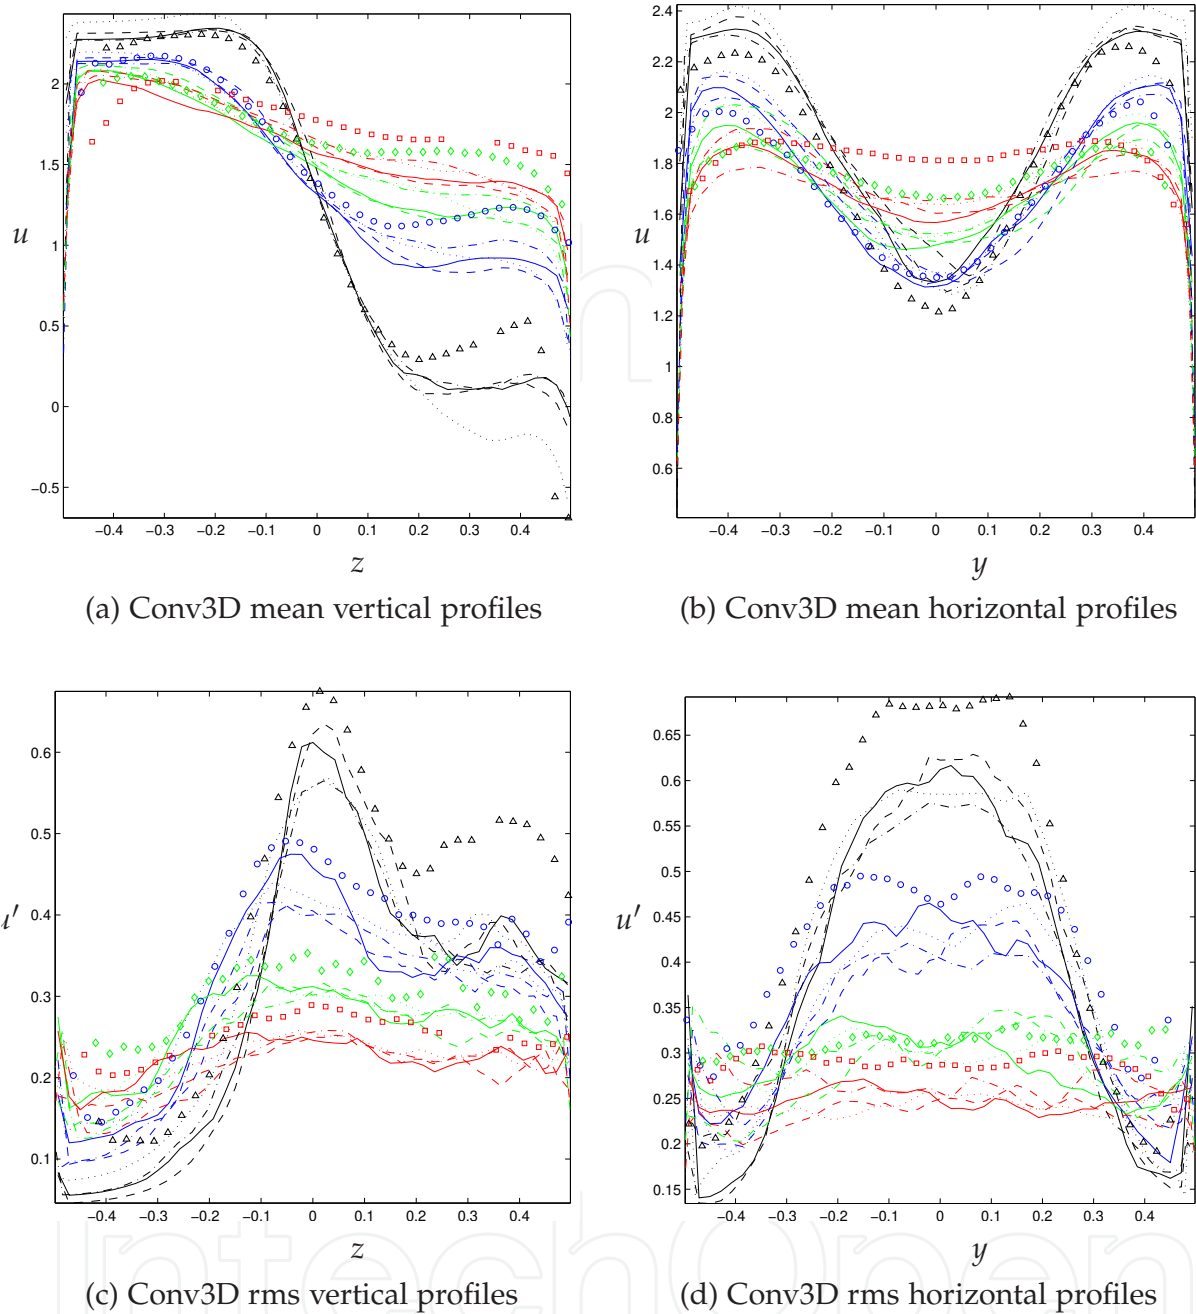 2
1.5
1
0.5
0
−0.5
u
−0.4 −0.3 −0.2 −0.1 0 0.1 0.2 0.3 0.4
z
(a) Conv3D mean vertical profiles
2.4
2.2
2
1.8
1.6
1.4
1.2
1
0.8
0.6
u
−0.4 −0.3 −0.2 −0.1 0 0.1 0.2 0.3 0.4
y
(b) Conv3D mean horizontal profiles
0.6
0.5
0.4
0.3
0.2
0.1
u′
−0.4 −0.3 −0.2 −0.1 0 0.1 0.2 0.3 0.4
z
(c) Conv3D rms vertical profiles
0.65
0.6
0.55
0.5
0.45
0.4
0.35
0.3
0.25
0.2
0.15
u′
−0.4 −0.3 −0.2 −0.1 0 0.1 0.2 0.3 0.4
y
(d) Conv3D rms horizontal profiles
IntechOpen